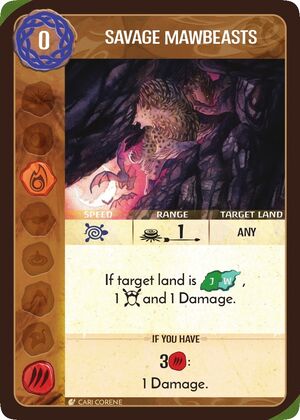 0
SAVAGE MAWBEASTS
SPEED RANGE TARGET LAND
1 ANY
If target land is J W ,
1 and 1 Damage.
IF YOU HAVE
3 :
1 Damage.
CARI CORENE